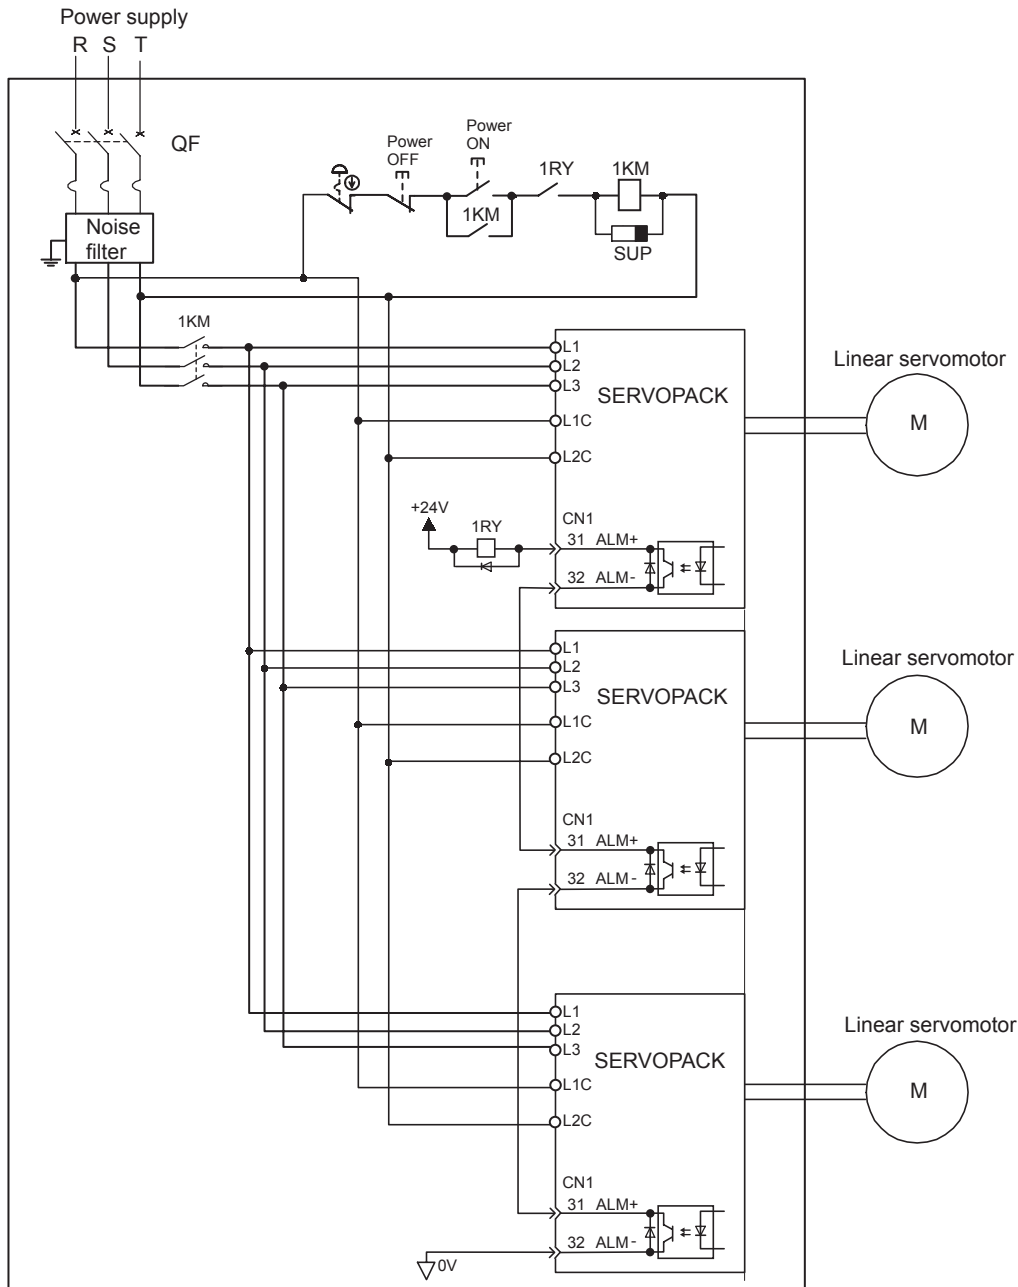 Power supply
R S T
QF
Power
OFF
Power
ON
1RY
1KM
1KM
SUP
Noise
filter
1KM
L1
L2
L3
SERVOPACK
L1C
L2C
Linear servomotor
M
+24V
1RY
CN1
31 ALM+
32 ALM-
L1
L2
L3
SERVOPACK
L1C
L2C
Linear servomotor
M
CN1
31 ALM+
32 ALM-
L1
L2
L3
SERVOPACK
L1C
L2C
Linear servomotor
M
CN1
31 ALM+
32 ALM-
0V